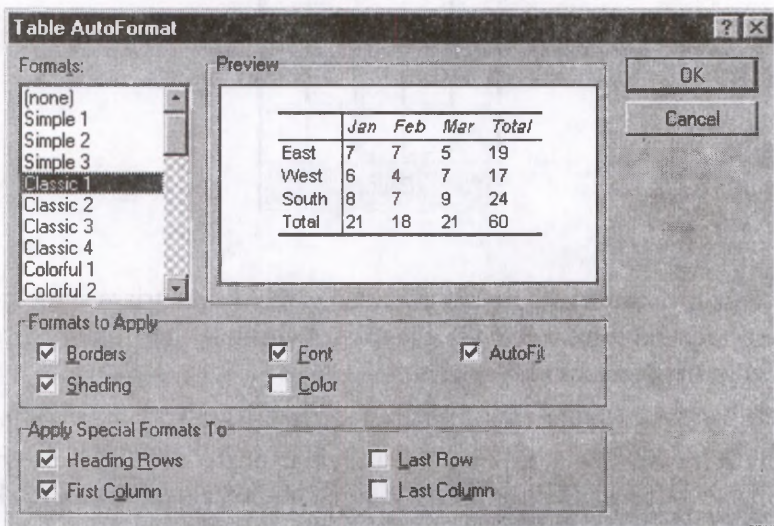 Table AutoFormat
Formats:
(none)
Simple 1
Simple 2
Simple 3
Classic 1
Classic 2
Classic 3
Classic 4
Colorful 1
Colorful 2
Preview
Jan Feb Mar Total
East 7 7 5 19
West 6 4 7 17
South 8 7 9 24
Total 21 18 21 60
OK
Cancel
Formats to Apply
Borders Font AutoFit
Shading Color
Apply Special Formats To
Heading Rows Last Row
First Column Last Column